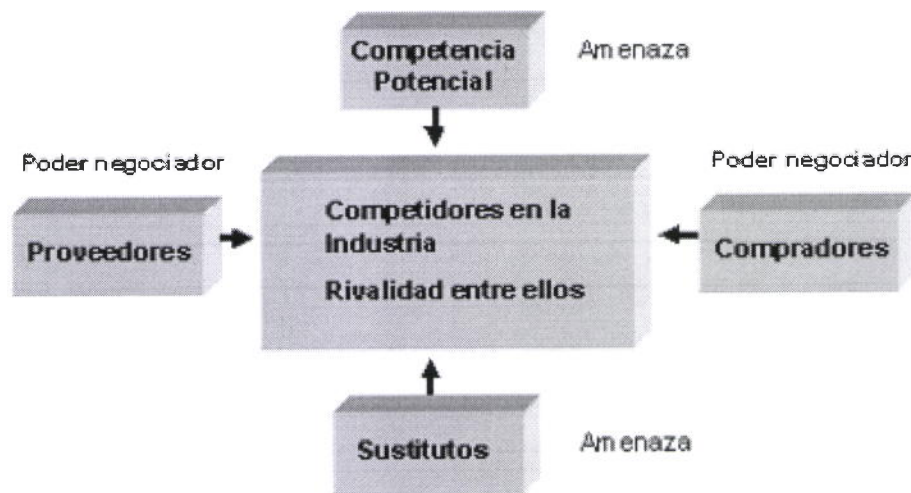 Competencia
Potencial
Amenaza
Poder negociador
Poder negociador
Proveedores
Competidores en la
Industria
Rivalidad entre ellos
Compradores
Sustitutos
Amenaza